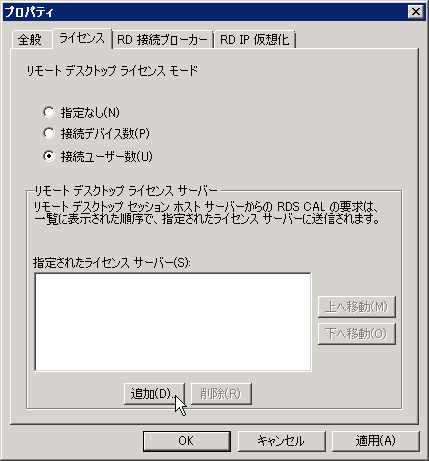 プロパティ
全般 ライセンス RD 接続ブローカー RD IP 仮想化
リモート デスクトップ ライセンス モード
指定なし(N)
接続デバイス数(P)
接続ユーザー数(U)
リモート デスクトップ ライセンス サーバー
リモート デスクトップ セッション ホスト サーバーからの RDS CAL の要求は、
一覧に表示された順序で、指定されたライセンス サーバーに送信されます。
指定されたライセンス サーバー(S):
上へ移動(M)
下へ移動(O)
追加(D)... 削除(R)
OK キャンセル 適用(A)